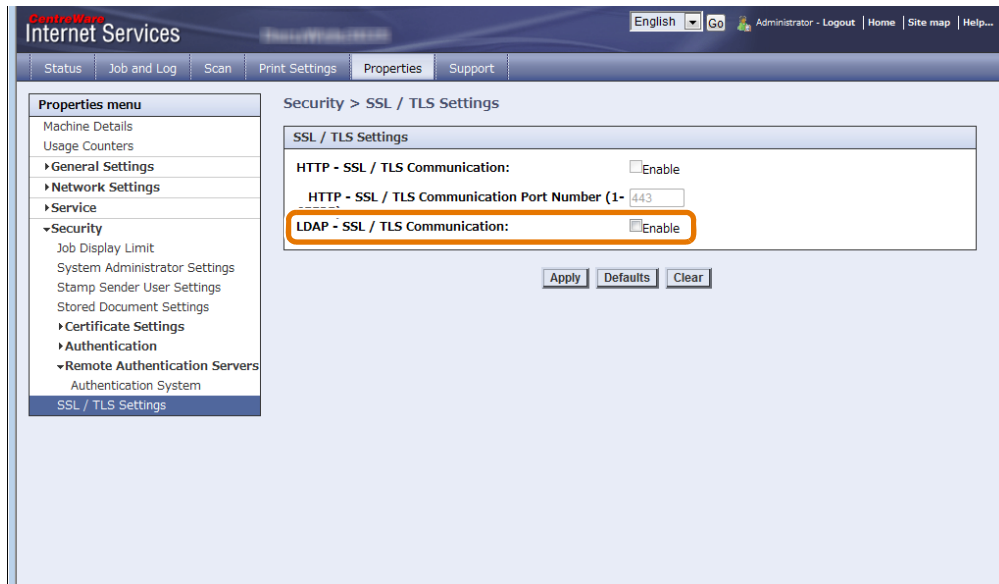 CentreWare
Internet Services
English Go Administrator - Logout | Home | Site map | Help...
Status Job and Log Scan Print Settings Properties Support
Properties menu
Machine Details
Usage Counters
General Settings
Network Settings
Service
Security
Job Display Limit
System Administrator Settings
Stamp Sender User Settings
Stored Document Settings
Certificate Settings
Authentication
Remote Authentication Servers
Authentication System
SSL / TLS Settings
Security > SSL / TLS Settings
SSL / TLS Settings
HTTP - SSL / TLS Communication: Enable
HTTP - SSL / TLS Communication Port Number (1- 443
LDAP - SSL / TLS Communication: Enable
Apply Defaults Clear